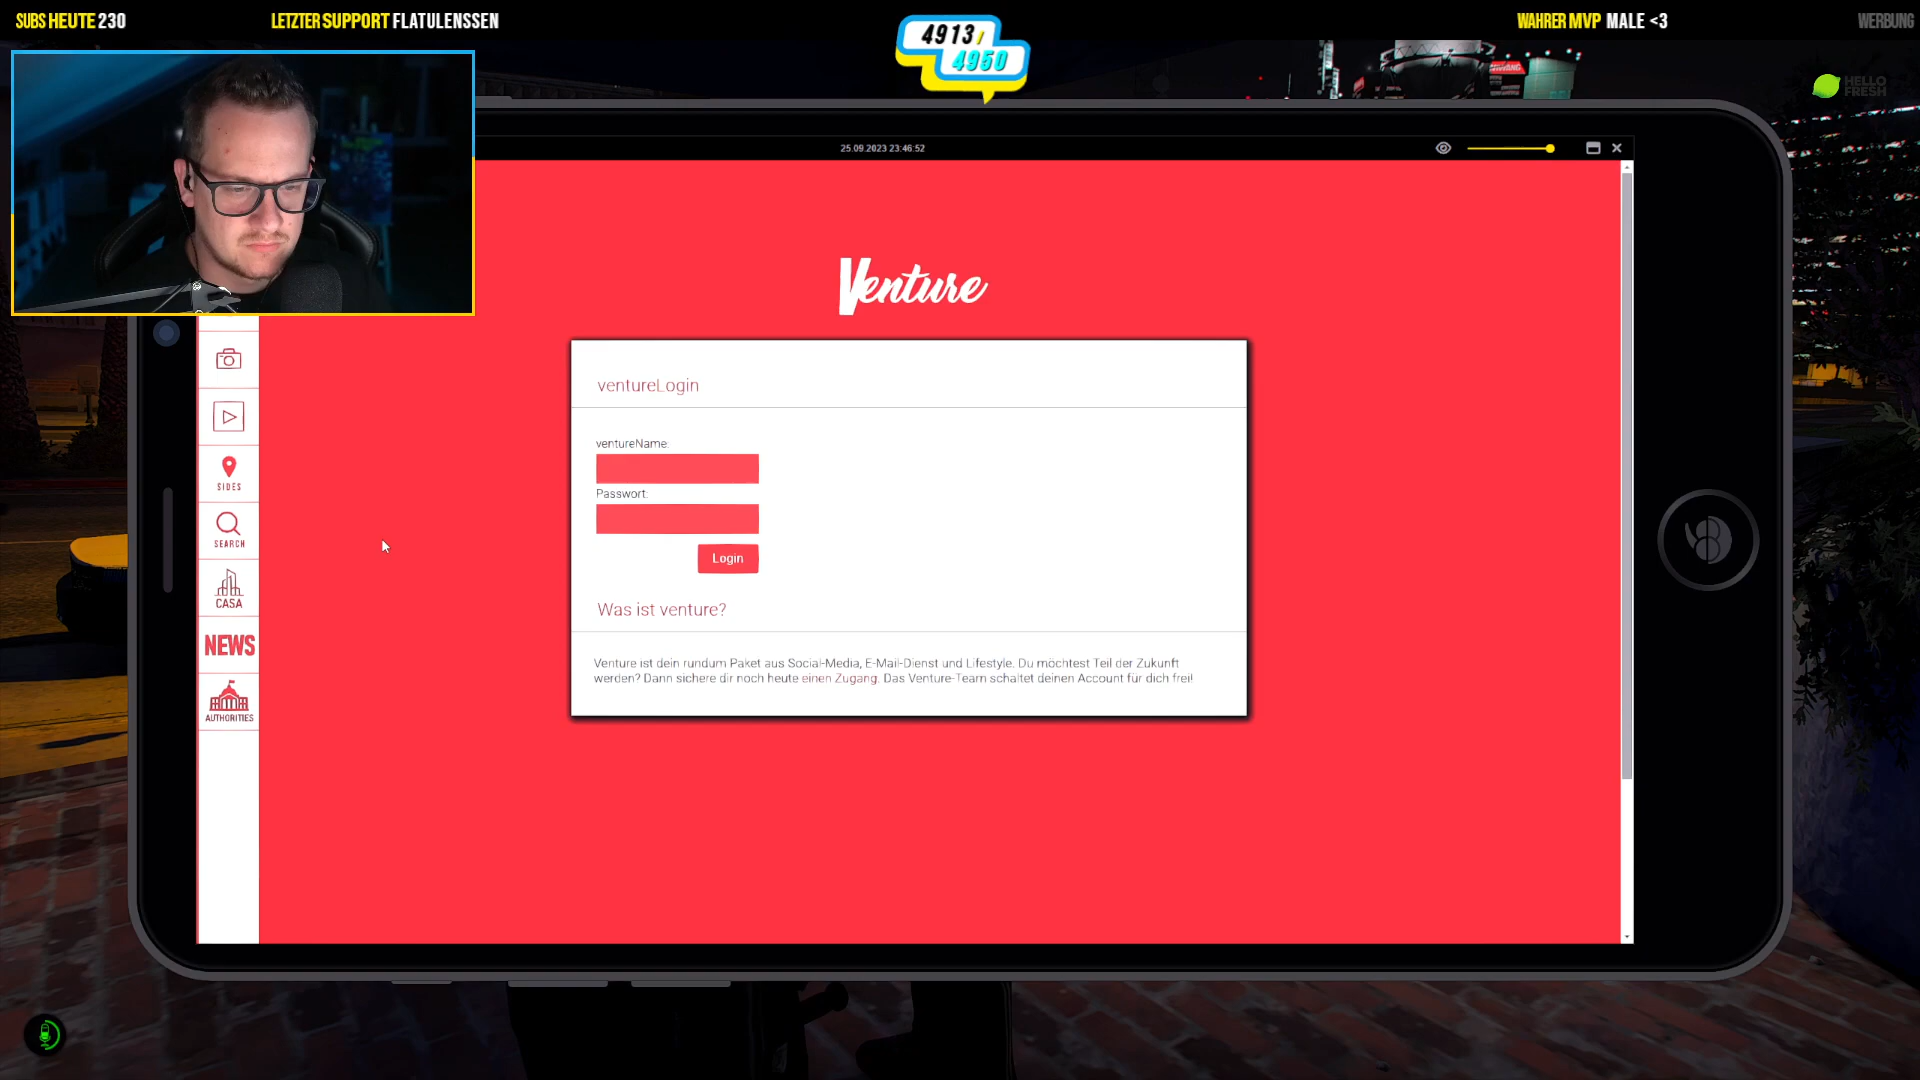 SUBS HEUTE 230
LETZTER SUPPORT FLATULENSSEN
4913/
4950
WAHRER MVP MALE <3
WERBUNG
HELLO
FRESH
25.09.2023 23:46:52
Venture
ventureLogin
ventureName:
Passwort:
Login
Was ist venture?
Venture ist dein rundum Paket aus Social-Media, E-Mail-Dienst und Lifestyle. Du möchtest Teil der Zukunft
werden? Dann sichere dir noch heute einen Zugang. Das Venture-Team schaltet deinen Account für dich frei!
SIDES
SEARCH
CASA
NEWS
AUTHORITIES